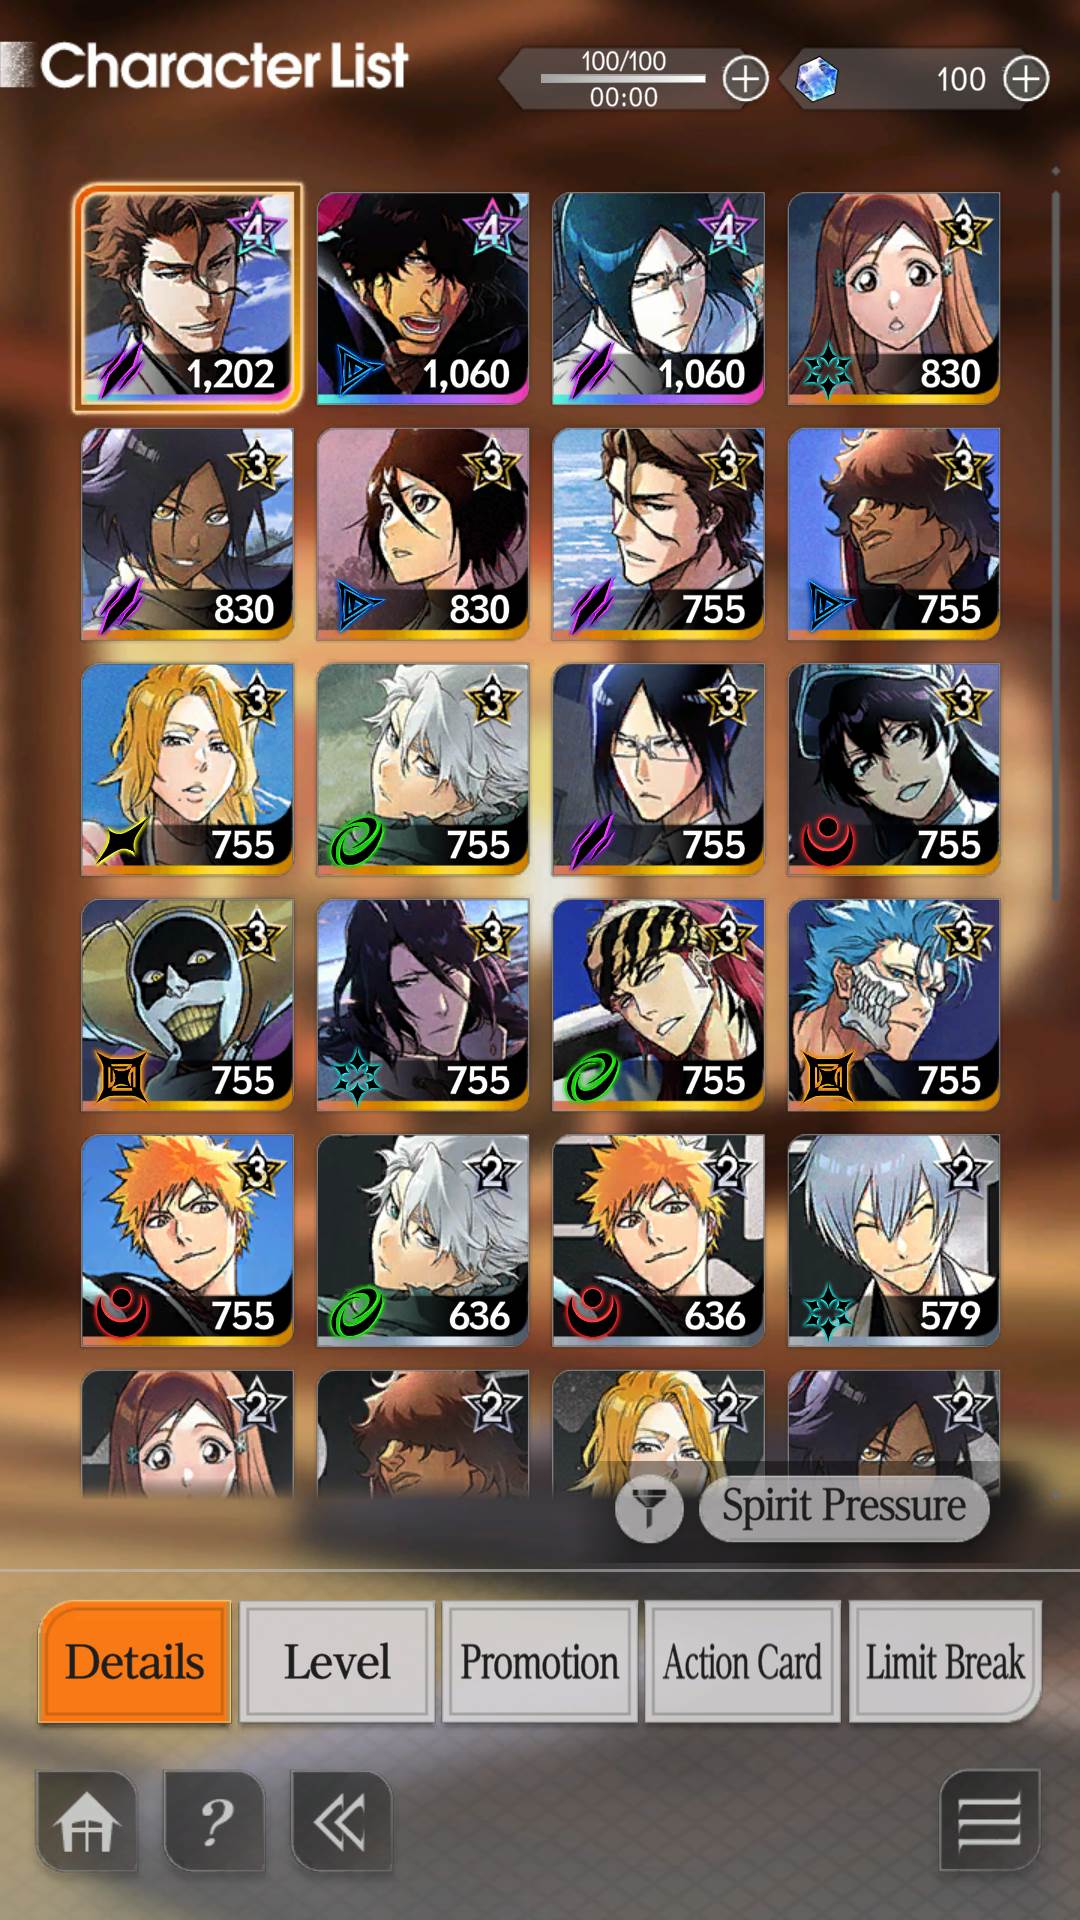 Character List
100/100
00:00
100
4 4 4 3
1,202 1,060 1,060 830
3 3 3 3
830 830 755 755
3 3 3 3
755 755 755 755
3 3 3 3
755 755 755 755
3 2 2 2
755 636 636 579
2 2 2 2
Spirit Pressure
Details Level Promotion Action Card Limit Break
?